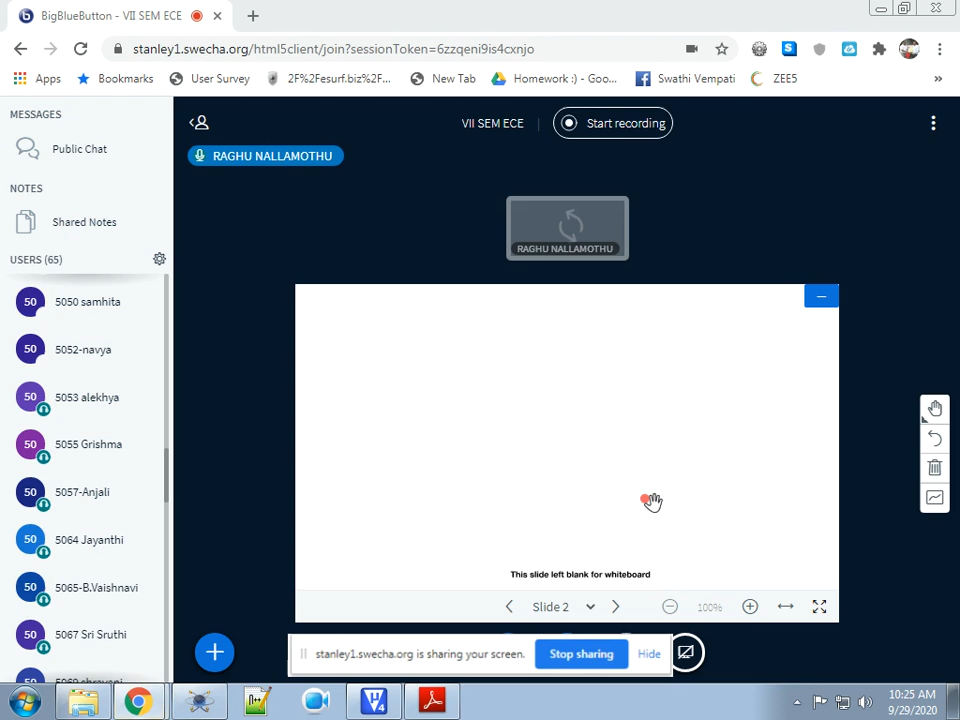 BigBlueButton - VII SEM ECE
stanley1.swecha.org/html5client/join?sessionToken=6zzqeni9is4cxnjo
Apps
Bookmarks
User Survey
2F%2Fesurf.biz%2F...
New Tab
Homework :) - Goo...
Swathi Vempati
ZEE5
MESSAGES
Public Chat
NOTES
Shared Notes
USERS (65)
50 5050 samhita
50 5052-navya
50 5053 alekhya
50 5055 Grishma
50 5057-Anjali
50 5064 Jayanthi
50 5065-B.Vaishnavi
50 5067 Sri Sruthi
VII SEM ECE
Start recording
RAGHU NALLAMOTHU
RAGHU NALLAMOTHU
This slide left blank for whiteboard
Slide 2
100%
stanley1.swecha.org is sharing your screen.
Stop sharing
Hide
10:25 AM
9/29/2020